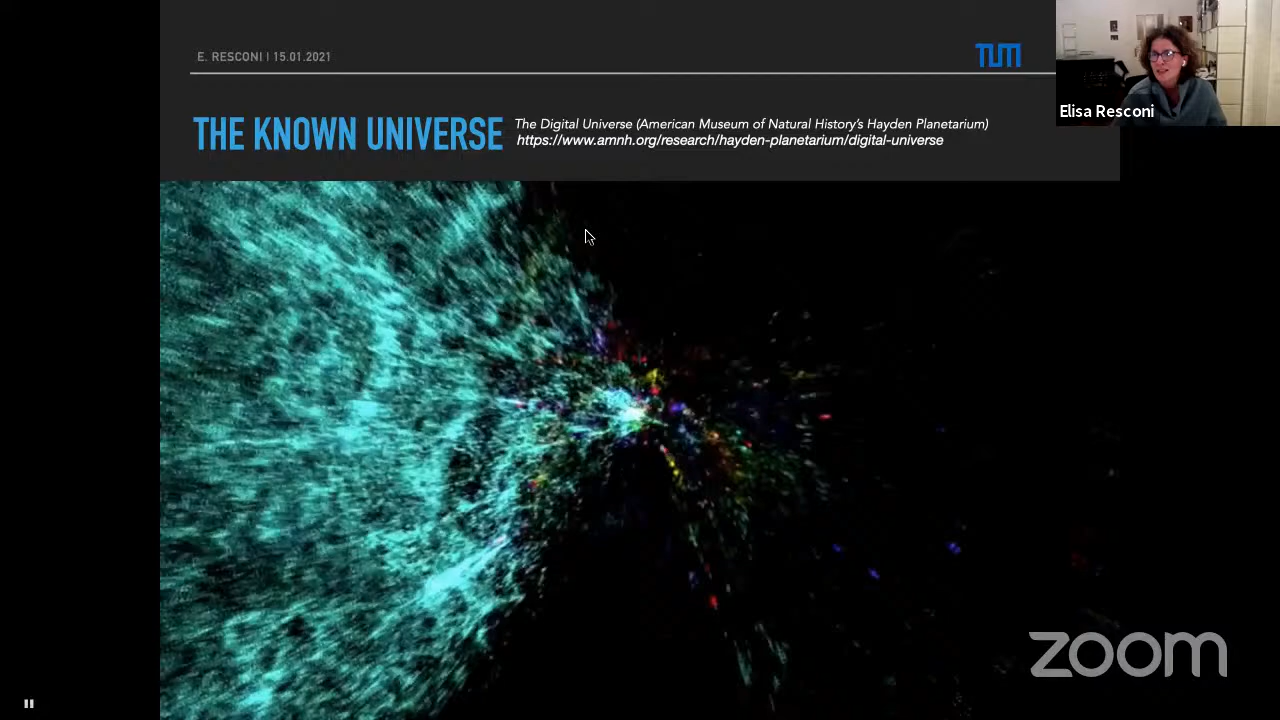 E. RESCONI | 15.01.2021
TUM
Elisa Resconi
THE KNOWN UNIVERSE
The Digital Universe (American Museum of Natural History's Hayden Planetarium)
https://www.amnh.org/research/hayden-planetarium/digital-universe
zoom